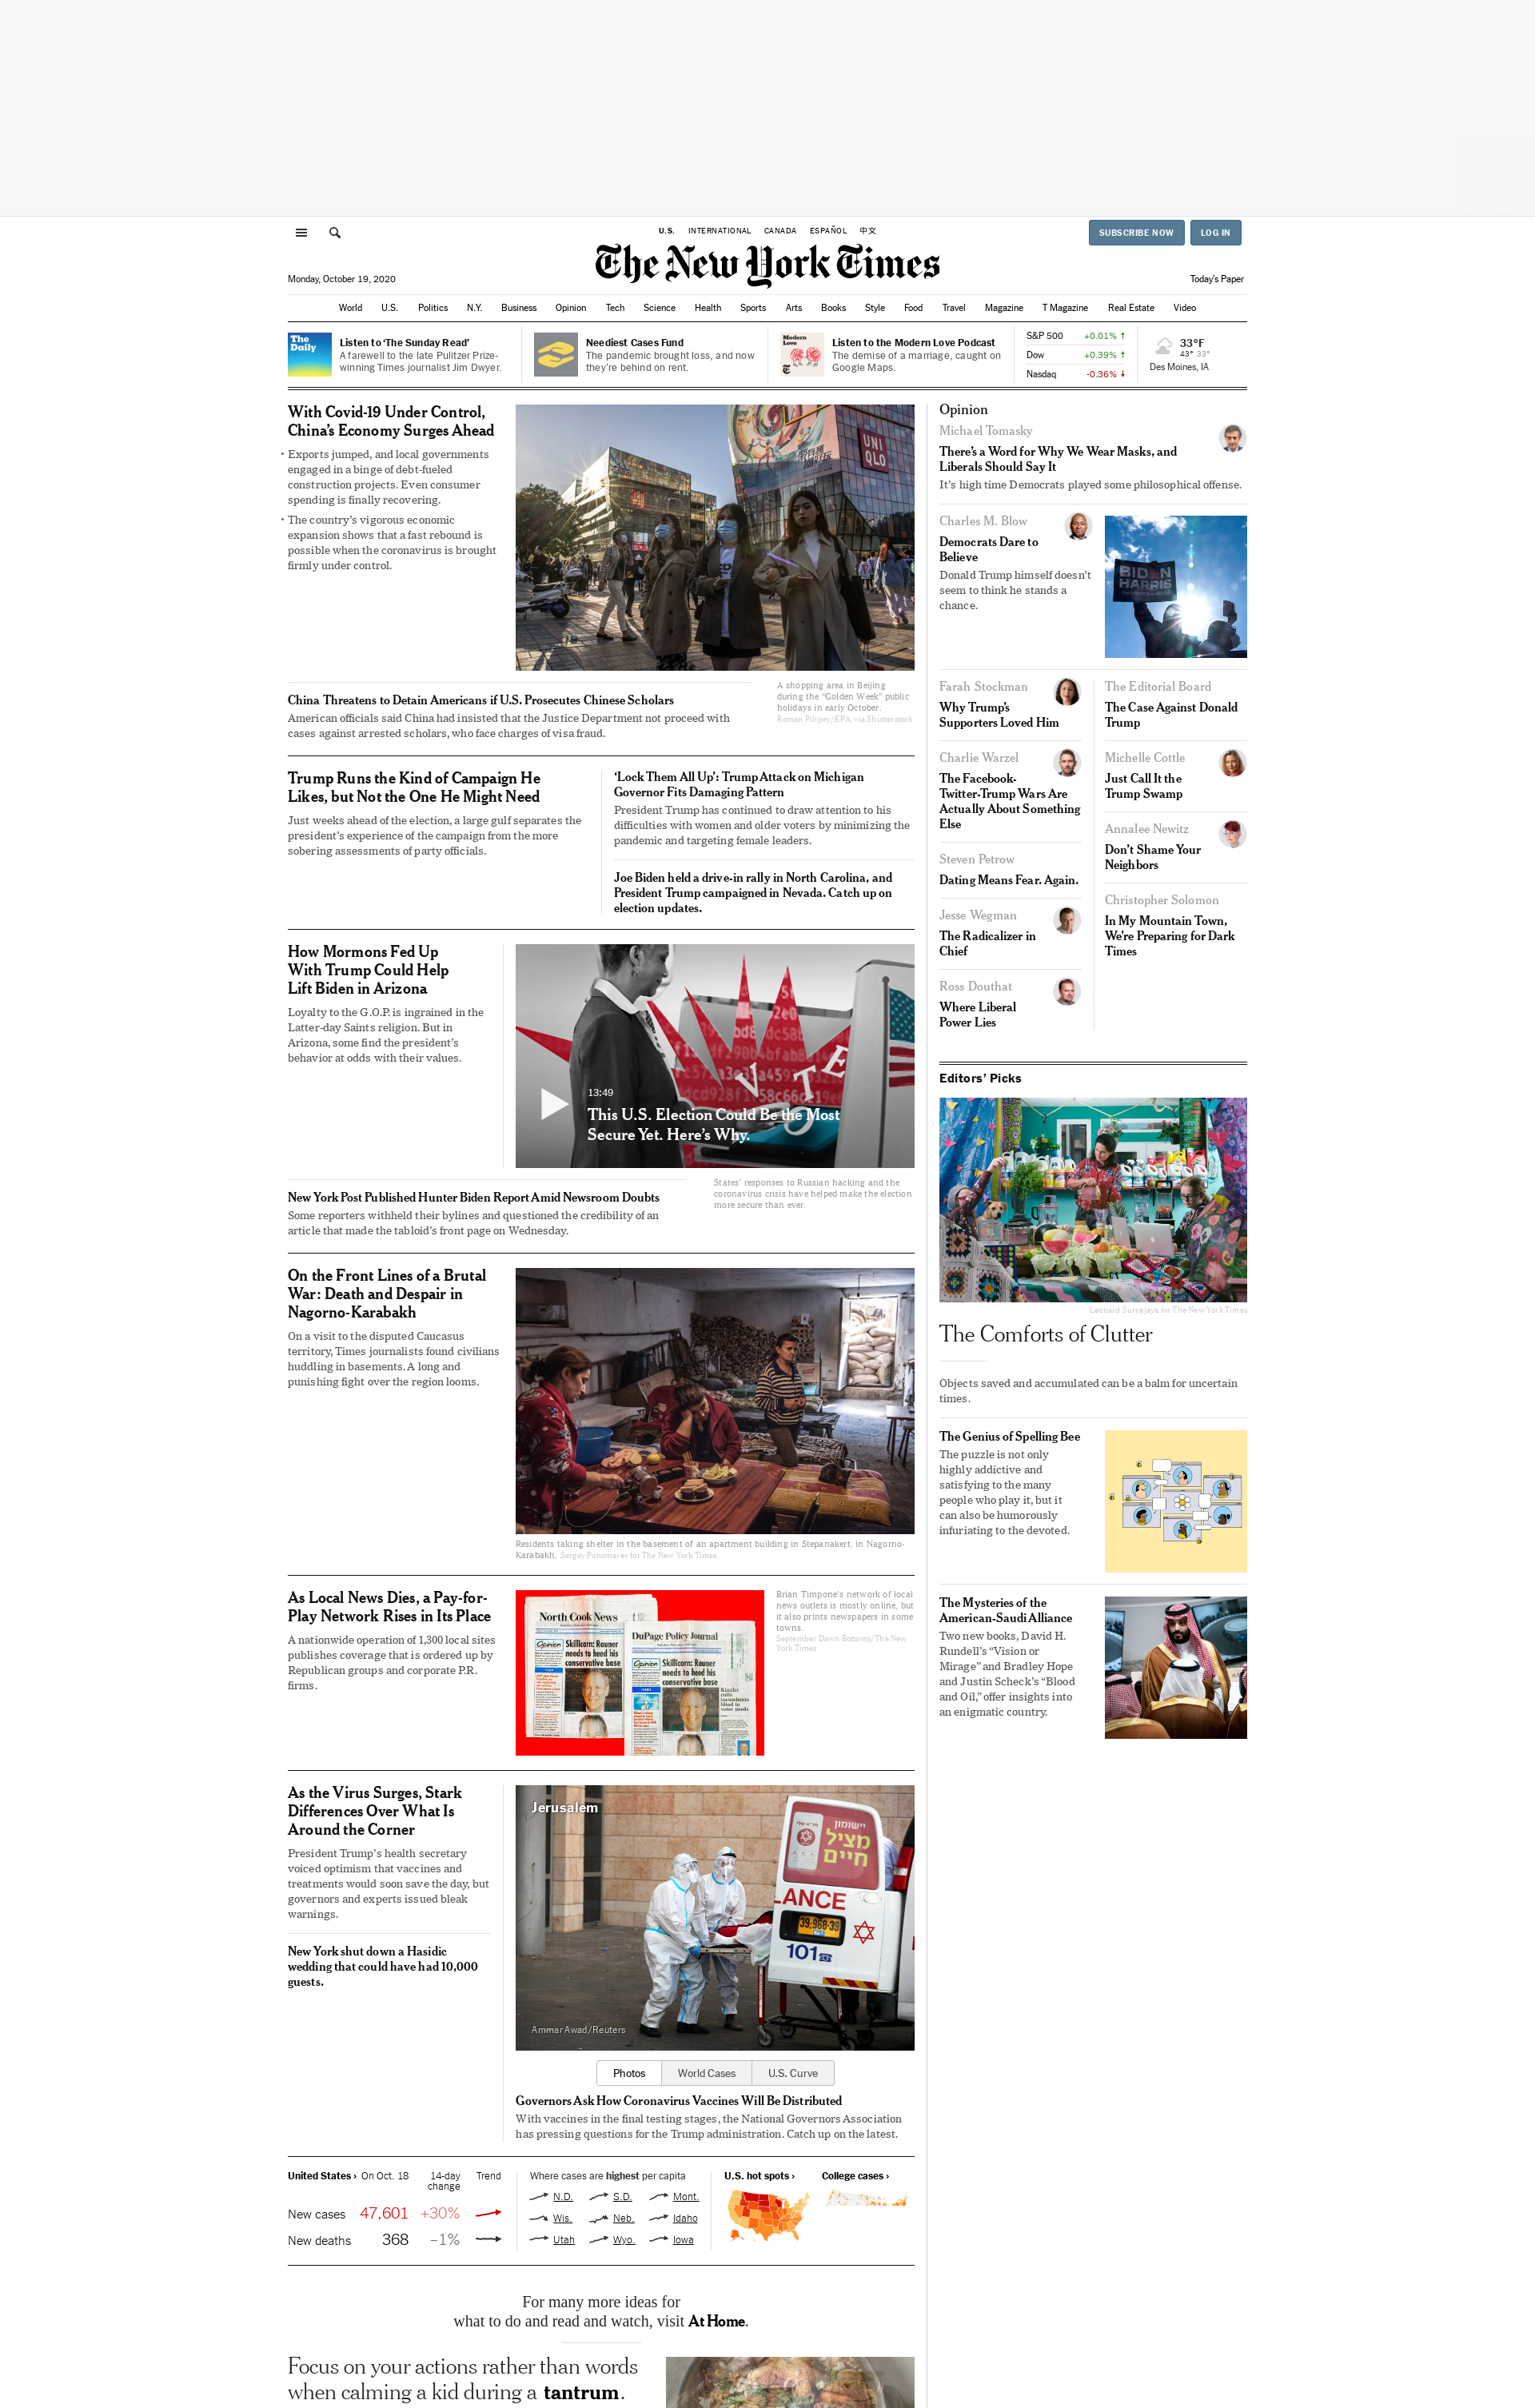 U.S. INTERNATIONAL CANADA ESPAÑOL 中文
SUBSCRIBE NOW
LOG IN
The New York Times
Monday, October 19, 2020
Today's Paper
World U.S. Politics N.Y. Business Opinion Tech Science Health Sports Arts Books Style Food Travel Magazine T Magazine Real Estate Video
The
Daily
Listen to ‘The Sunday Read’
A farewell to the late Pulitzer Prize-
winning Times journalist Jim Dwyer.
Neediest Cases Fund
The pandemic brought loss, and now
they’re behind on rent.
Modern
Love
Listen to the Modern Love Podcast
The demise of a marriage, caught on
Google Maps.
S&P 500 +0.01%
Dow +0.39%
Nasdaq -0.36%
33°F
43° 33°
Des Moines, IA
With Covid-19 Under Control,
China’s Economy Surges Ahead
• Exports jumped, and local governments
engaged in a binge of debt-fueled
construction projects. Even consumer
spending is finally recovering.
• The country’s vigorous economic
expansion shows that a fast rebound is
possible when the coronavirus is brought
firmly under control.
UNI
QLO
A shopping area in Beijing
during the “Golden Week” public
holidays in early October.
Roman Pilipey/EPA, via Shutterstock
China Threatens to Detain Americans if U.S. Prosecutes Chinese Scholars
American officials said China had insisted that the Justice Department not proceed with
cases against arrested scholars, who face charges of visa fraud.
Trump Runs the Kind of Campaign He
Likes, but Not the One He Might Need
Just weeks ahead of the election, a large gulf separates the
president’s experience of the campaign from the more
sobering assessments of party officials.
‘Lock Them All Up’: Trump Attack on Michigan
Governor Fits Damaging Pattern
President Trump has continued to draw attention to his
difficulties with women and older voters by minimizing the
pandemic and targeting female leaders.
Joe Biden held a drive-in rally in North Carolina, and
President Trump campaigned in Nevada. Catch up on
election updates.
How Mormons Fed Up
With Trump Could Help
Lift Biden in Arizona
Loyalty to the G.O.P. is ingrained in the
Latter-day Saints religion. But in
Arizona, some find the president’s
behavior at odds with their values.
VOTE
13:49
This U.S. Election Could Be the Most
Secure Yet. Here’s Why.
States’ responses to Russian hacking and the
coronavirus crisis have helped make the election
more secure than ever.
New York Post Published Hunter Biden Report Amid Newsroom Doubts
Some reporters withheld their bylines and questioned the credibility of an
article that made the tabloid’s front page on Wednesday.
On the Front Lines of a Brutal
War: Death and Despair in
Nagorno-Karabakh
On a visit to the disputed Caucasus
territory, Times journalists found civilians
huddling in basements. A long and
punishing fight over the region looms.
Residents taking shelter in the basement of an apartment building in Stepanakert, in Nagorno-
Karabakh. Sergey Ponomarev for The New York Times
As Local News Dies, a Pay-for-
Play Network Rises in Its Place
A nationwide operation of 1,300 local sites
publishes coverage that is ordered up by
Republican groups and corporate P.R.
firms.
North Cook News
Opinion
Skillicorn: Rauner
needs to heed his
conservative base
DuPage Policy Journal
Opinion
Skillicorn: Rauner
needs to heed his
conservative base
Brian Timpone’s network of local
news outlets is mostly online, but
it also prints newspapers in some
towns.
September Dawn Bottoms/The New
York Times
As the Virus Surges, Stark
Differences Over What Is
Around the Corner
President Trump’s health secretary
voiced optimism that vaccines and
treatments would soon save the day, but
governors and experts issued bleak
warnings.
New York shut down a Hasidic
wedding that could have had 10,000
guests.
Jerusalem
יישומון
מציל
חיים
LANCE
39-968-39
101
Ammar Awad/Reuters
Photos
World Cases
U.S. Curve
Governors Ask How Coronavirus Vaccines Will Be Distributed
With vaccines in the final testing stages, the National Governors Association
has pressing questions for the Trump administration. Catch up on the latest.
United States › On Oct. 18 14-day
change Trend
New cases 47,601 +30%
New deaths 368 –1%
Where cases are highest per capita
N.D. S.D. Mont.
Wis. Neb. Idaho
Utah Wyo. Iowa
U.S. hot spots ›
College cases ›
For many more ideas for
what to do and read and watch, visit At Home.
Focus on your actions rather than words
when calming a kid during a tantrum.
Opinion
Michael Tomasky
There’s a Word for Why We Wear Masks, and
Liberals Should Say It
It’s high time Democrats played some philosophical offense.
Charles M. Blow
Democrats Dare to
Believe
Donald Trump himself doesn’t
seem to think he stands a
chance.
BIDEN
HARRIS
Farah Stockman
Why Trump’s
Supporters Loved Him
Charlie Warzel
The Facebook-
Twitter-Trump Wars Are
Actually About Something
Else
Steven Petrow
Dating Means Fear. Again.
Jesse Wegman
The Radicalizer in
Chief
Ross Douthat
Where Liberal
Power Lies
The Editorial Board
The Case Against Donald
Trump
Michelle Cottle
Just Call It the
Trump Swamp
Annalee Newitz
Don’t Shame Your
Neighbors
Christopher Solomon
In My Mountain Town,
We’re Preparing for Dark
Times
Editors’ Picks
Leonard Suryajaya for The New York Times
The Comforts of Clutter
Objects saved and accumulated can be a balm for uncertain
times.
The Genius of Spelling Bee
The puzzle is not only
highly addictive and
satisfying to the many
people who play it, but it
can also be humorously
infuriating to the devoted.
The Mysteries of the
American-Saudi Alliance
Two new books, David H.
Rundell’s “Vision or
Mirage” and Bradley Hope
and Justin Scheck’s “Blood
and Oil,” offer insights into
an enigmatic country.